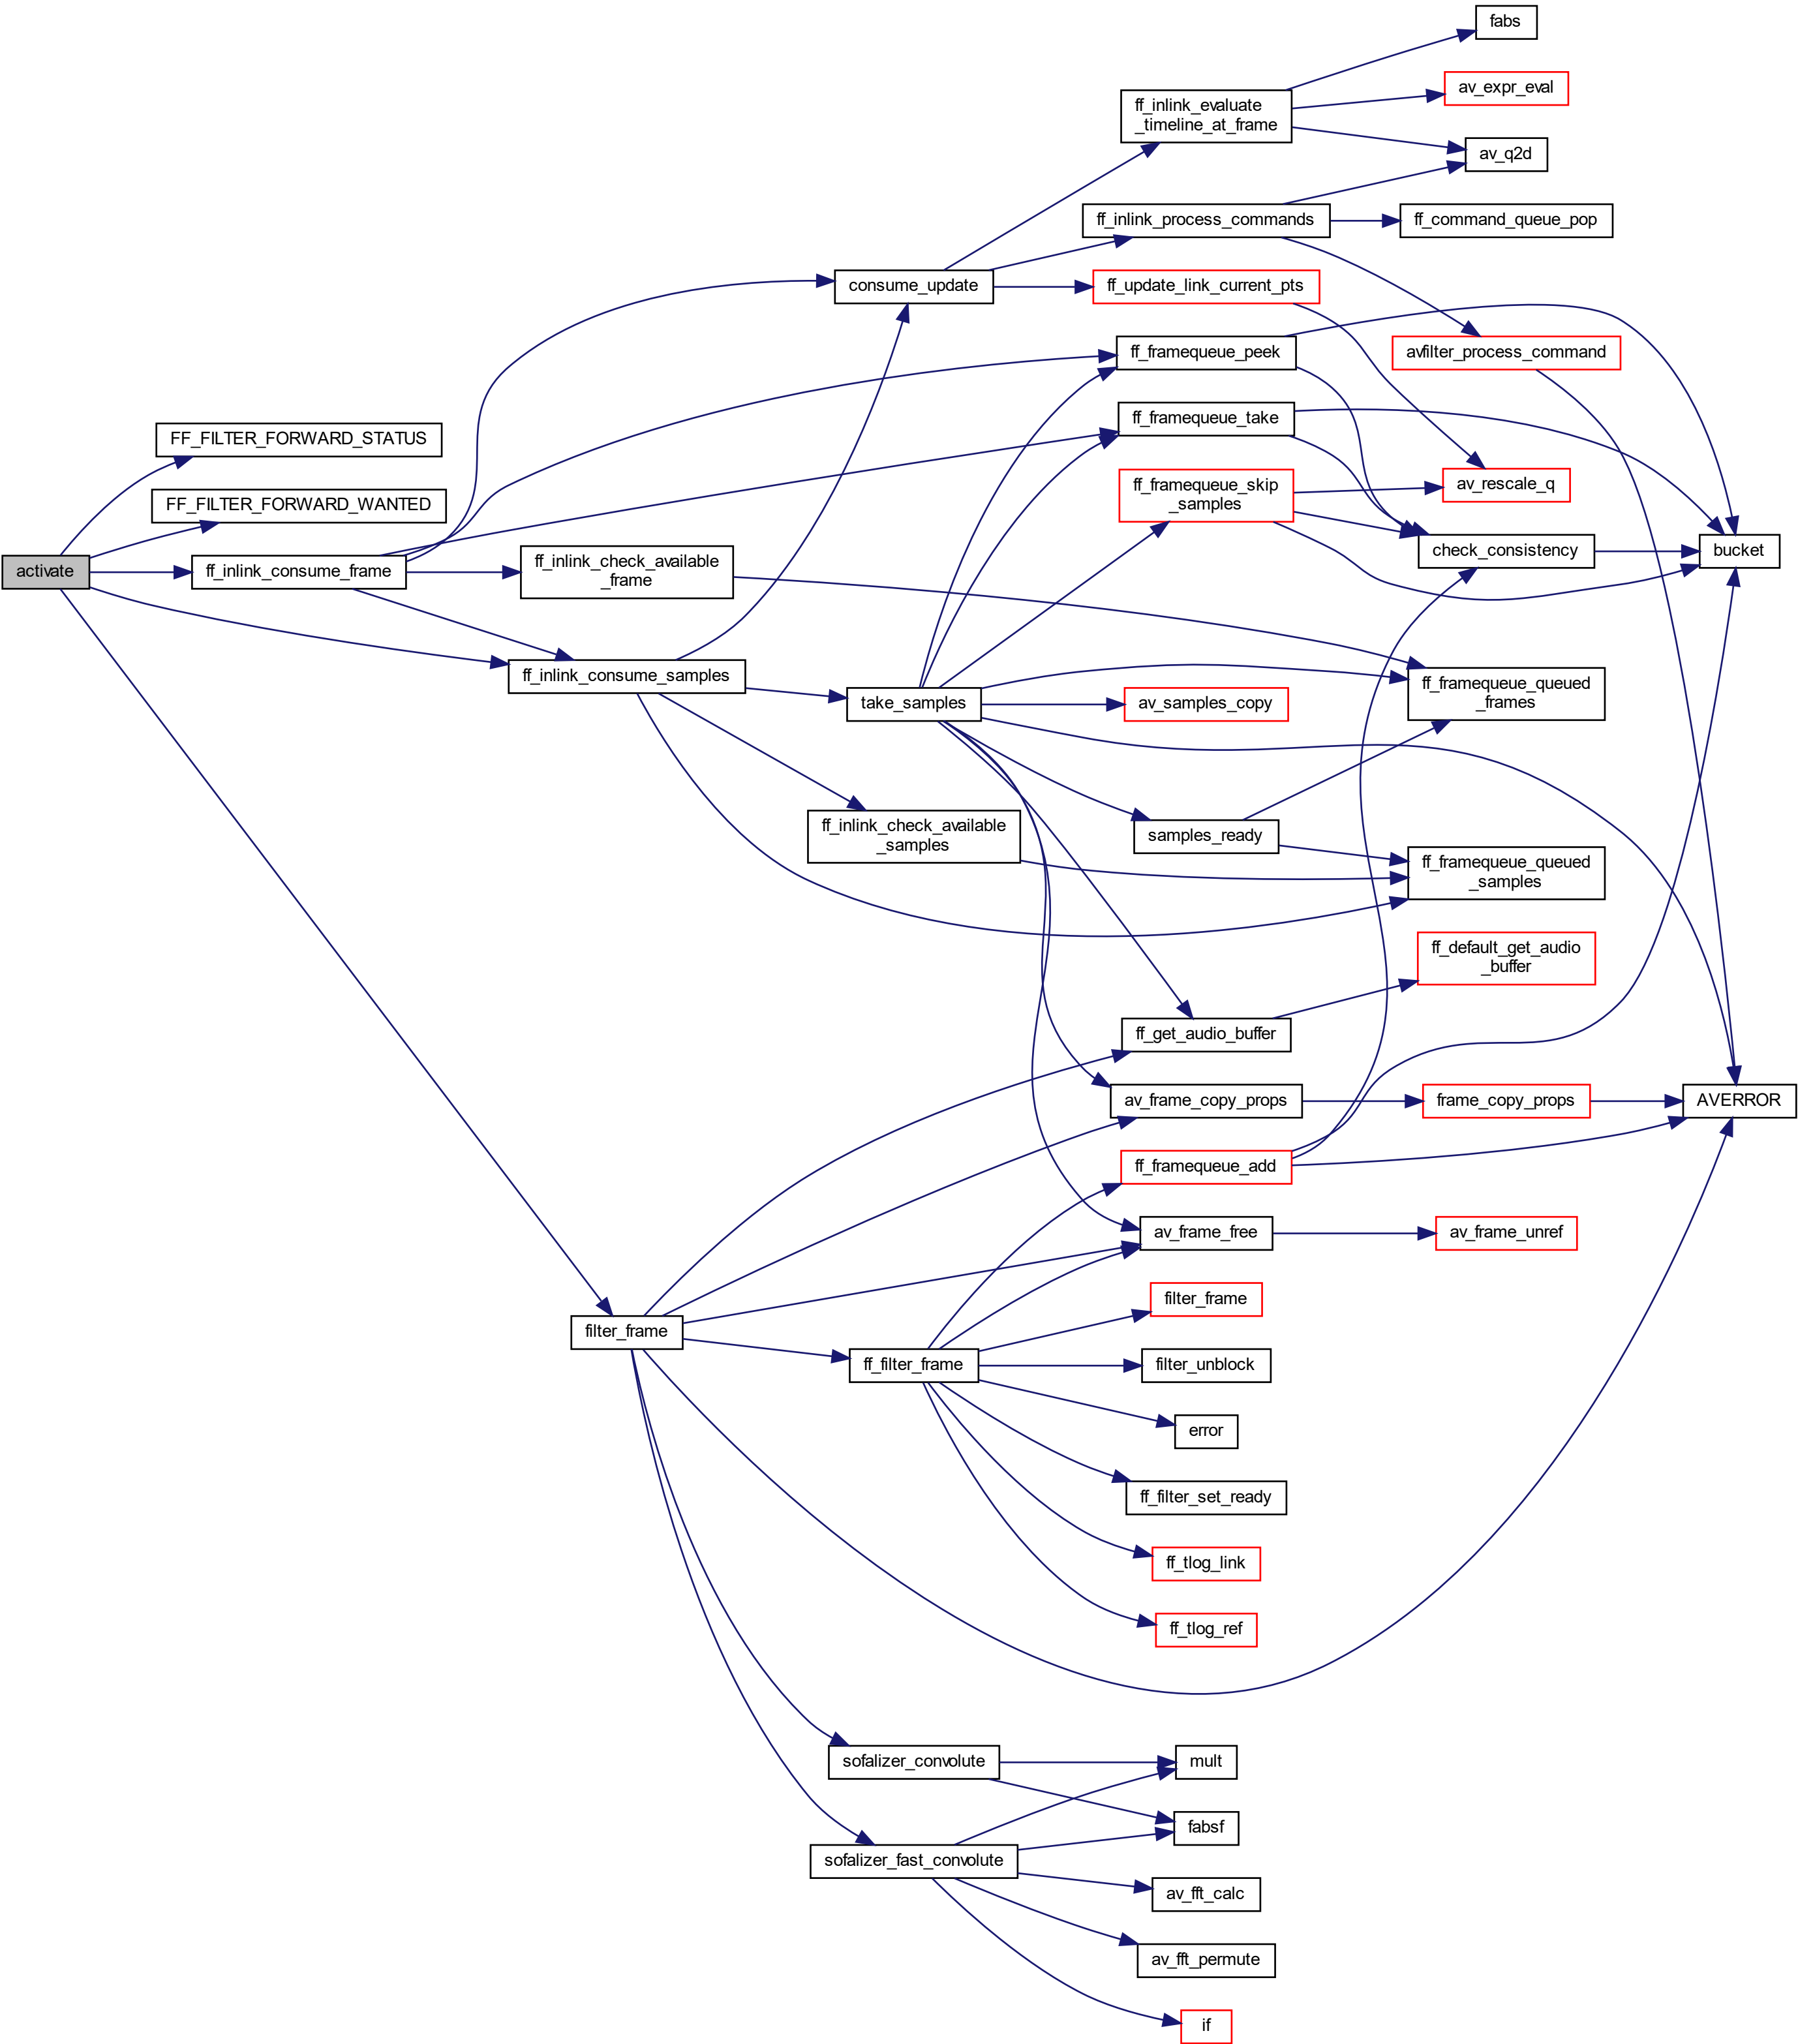 fabs
av_expr_eval
ff_inlink_evaluate
_timeline_at_frame
av_q2d
ff_inlink_process_commands
ff_command_queue_pop
consume_update
ff_update_link_current_pts
avfilter_process_command
ff_framequeue_peek
ff_framequeue_take
FF_FILTER_FORWARD_STATUS
ff_framequeue_skip
_samples
av_rescale_q
FF_FILTER_FORWARD_WANTED
check_consistency
bucket
activate
ff_inlink_consume_frame
ff_inlink_check_available
_frame
ff_inlink_consume_samples
take_samples
av_samples_copy
ff_framequeue_queued
_frames
ff_inlink_check_available
_samples
samples_ready
ff_framequeue_queued
_samples
ff_default_get_audio
_buffer
ff_get_audio_buffer
av_frame_copy_props
frame_copy_props
AVERROR
ff_framequeue_add
av_frame_free
av_frame_unref
filter_frame
filter_frame
ff_filter_frame
filter_unblock
error
ff_filter_set_ready
ff_tlog_link
ff_tlog_ref
sofalizer_convolute
mult
fabsf
sofalizer_fast_convolute
av_fft_calc
av_fft_permute
if